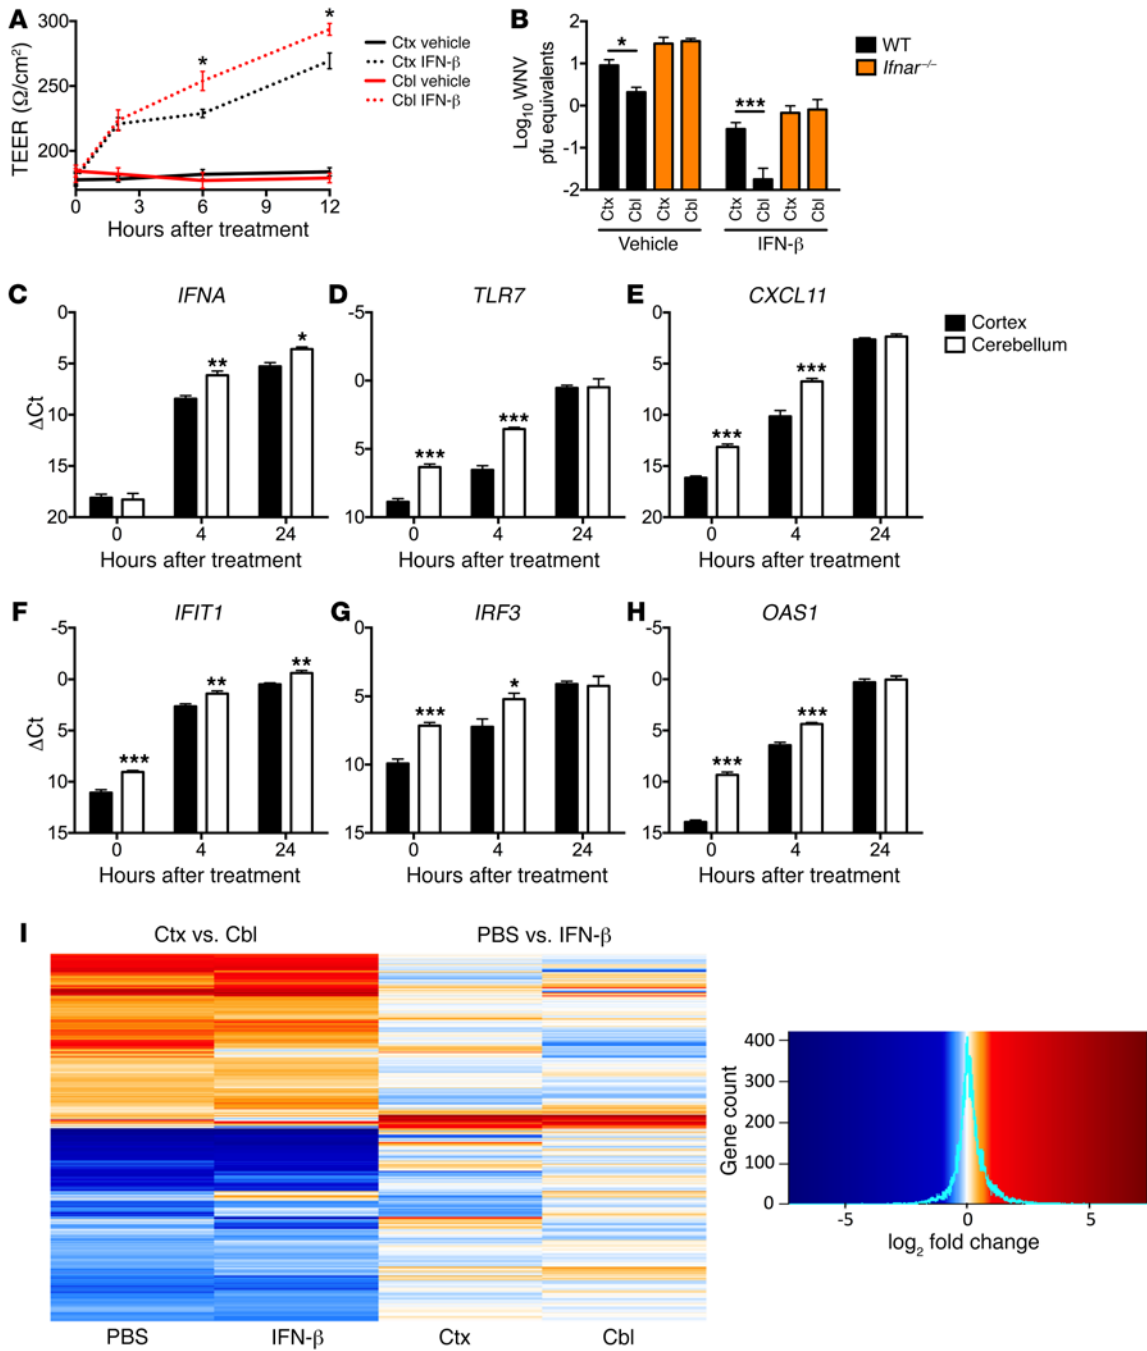 A
TEER (Ω/cm²)
300
250
200
0
3
6
9
12
Hours after treatment
*
*
Ctx vehicle
Ctx IFN-β
Cbl vehicle
Cbl IFN-β
B
Log₁₀ WNV
pfu equivalents
2
1
0
-1
-2
*
***
Ctx
Cbl
Ctx
Cbl
Ctx
Cbl
Ctx
Cbl
Vehicle
IFN-β
WT
Ifnar⁻/⁻
C
IFNA
ΔCt
0
5
10
15
20
**
*
0
4
24
Hours after treatment
D
TLR7
-5
0
5
10
***
***
0
4
24
Hours after treatment
E
CXCL11
0
5
10
15
20
***
***
0
4
24
Hours after treatment
Cortex
Cerebellum
F
IFIT1
ΔCt
-5
0
5
10
15
***
**
**
0
4
24
Hours after treatment
G
IRF3
0
5
10
15
***
*
0
4
24
Hours after treatment
H
OAS1
-5
0
5
10
15
***
***
0
4
24
Hours after treatment
I
Ctx vs. Cbl
PBS vs. IFN-β
PBS
IFN-β
Ctx
Cbl
Gene count
400
300
200
100
0
-5
0
5
log₂ fold change